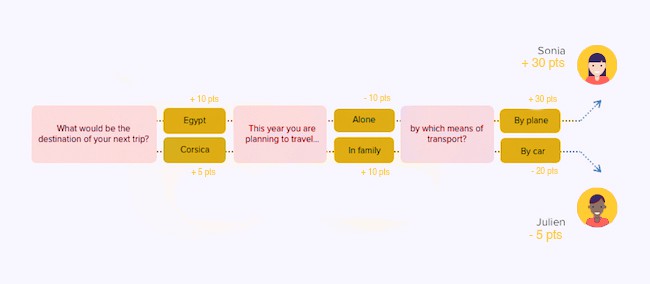 Sonia
+ 30 pts
+ 10 pts
- 10 pts
+ 30 pts
What would be the
destination of your next trip?
Egypt
Corsica
This year you are
planning to travel...
Alone
In family
by which means of
transport?
By plane
By car
+ 5 pts
+ 10 pts
- 20 pts
Julien
- 5 pts